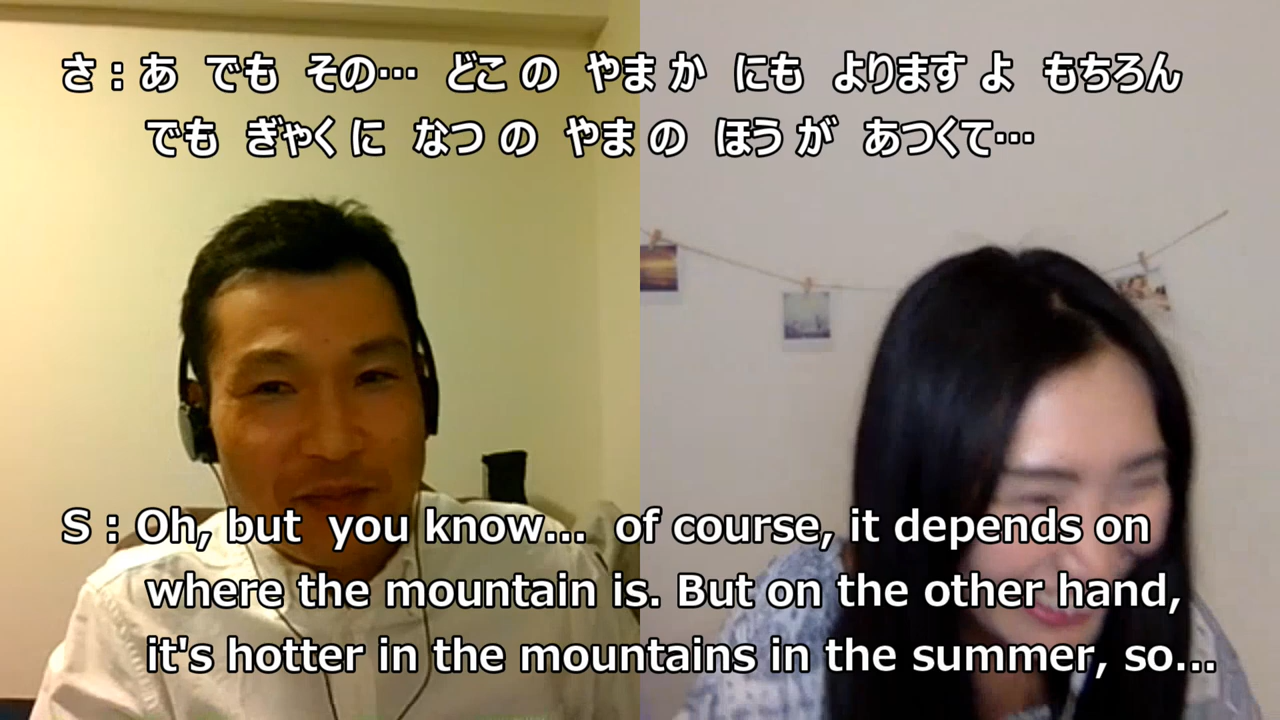 さ：あ でも その… どこ の やま か にも よります よ もちろん
でも ぎゃく に なつ の やま の ほう が あつくて…
S : Oh, but you know... of course, it depends on
where the mountain is. But on the other hand,
it's hotter in the mountains in the summer, so...